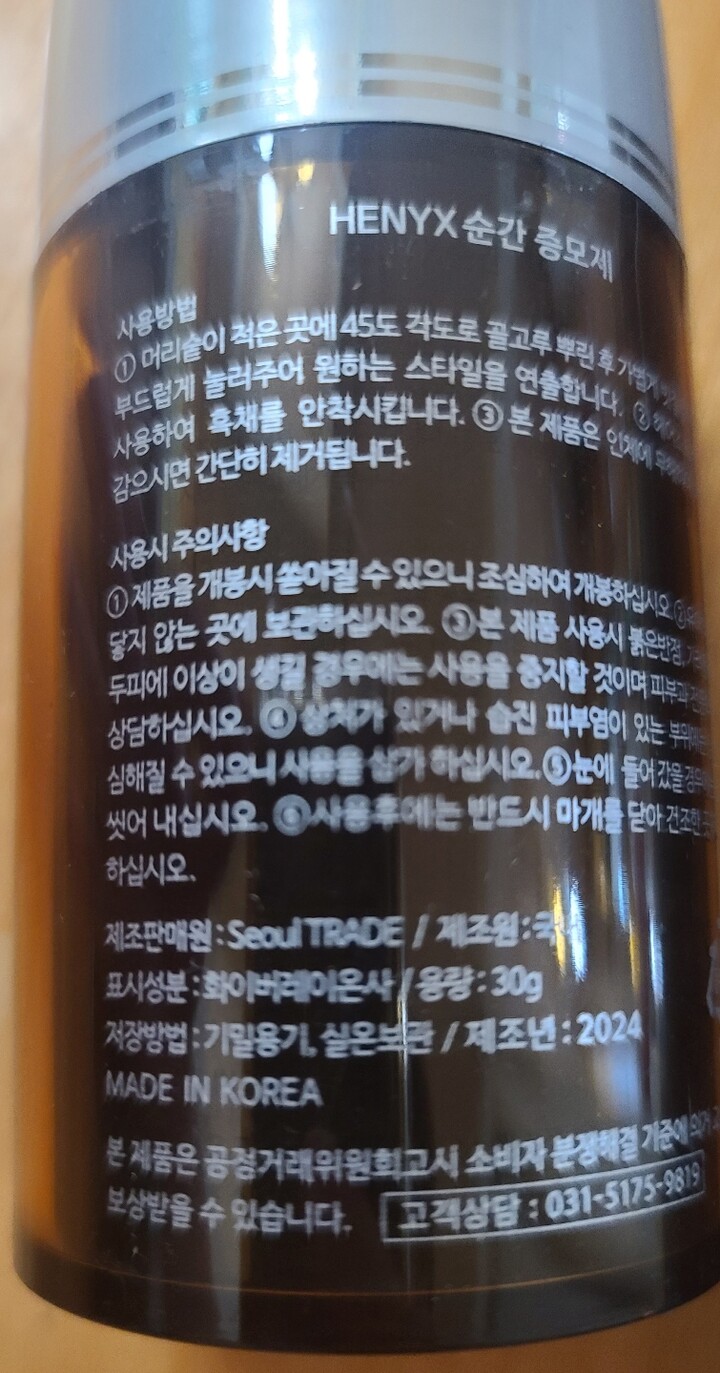 HENYX 순간 증모제
사용방법
① 머리숱이 적은 곳에 45도 각도로 골고루 뿌린 후 가볍게
부드럽게 눌러주어 원하는 스타일을 연출합니다. ②
사용하여 흑채를 안착시킵니다. ③ 본 제품은 인체에
감으시면 간단히 제거됩니다.
사용시 주의사항
① 제품을 개봉시 쏟아질 수 있으니 조심하여 개봉하십시오. ②
닿지 않는 곳에 보관하십시오. ③ 본 제품 사용시 붉은반점,
두피에 이상이 생길 경우에는 사용을 중지할 것이며
상담하십시오. ④ 상처가 있거나 습진 피부염이 있는
심해질 수 있으니 사용을 삼가 하십시오. ⑤ 눈에 들어 갔을
씻어 내십시오. ⑥ 사용후에는 반드시 마개를 닫아 건조한
하십시오.
제조판매원 : Seoul TRADE / 제조원 :
표시성분 : 화이버레이온사 / 용량 : 30g
저장방법 : 기밀용기, 실온보관 / 제조년 : 2024
MADE IN KOREA
본 제품은 공정거래위원회고시 소비자 분쟁해결 기준에
보상받을 수 있습니다. 고객상담 : 031-5175-9819